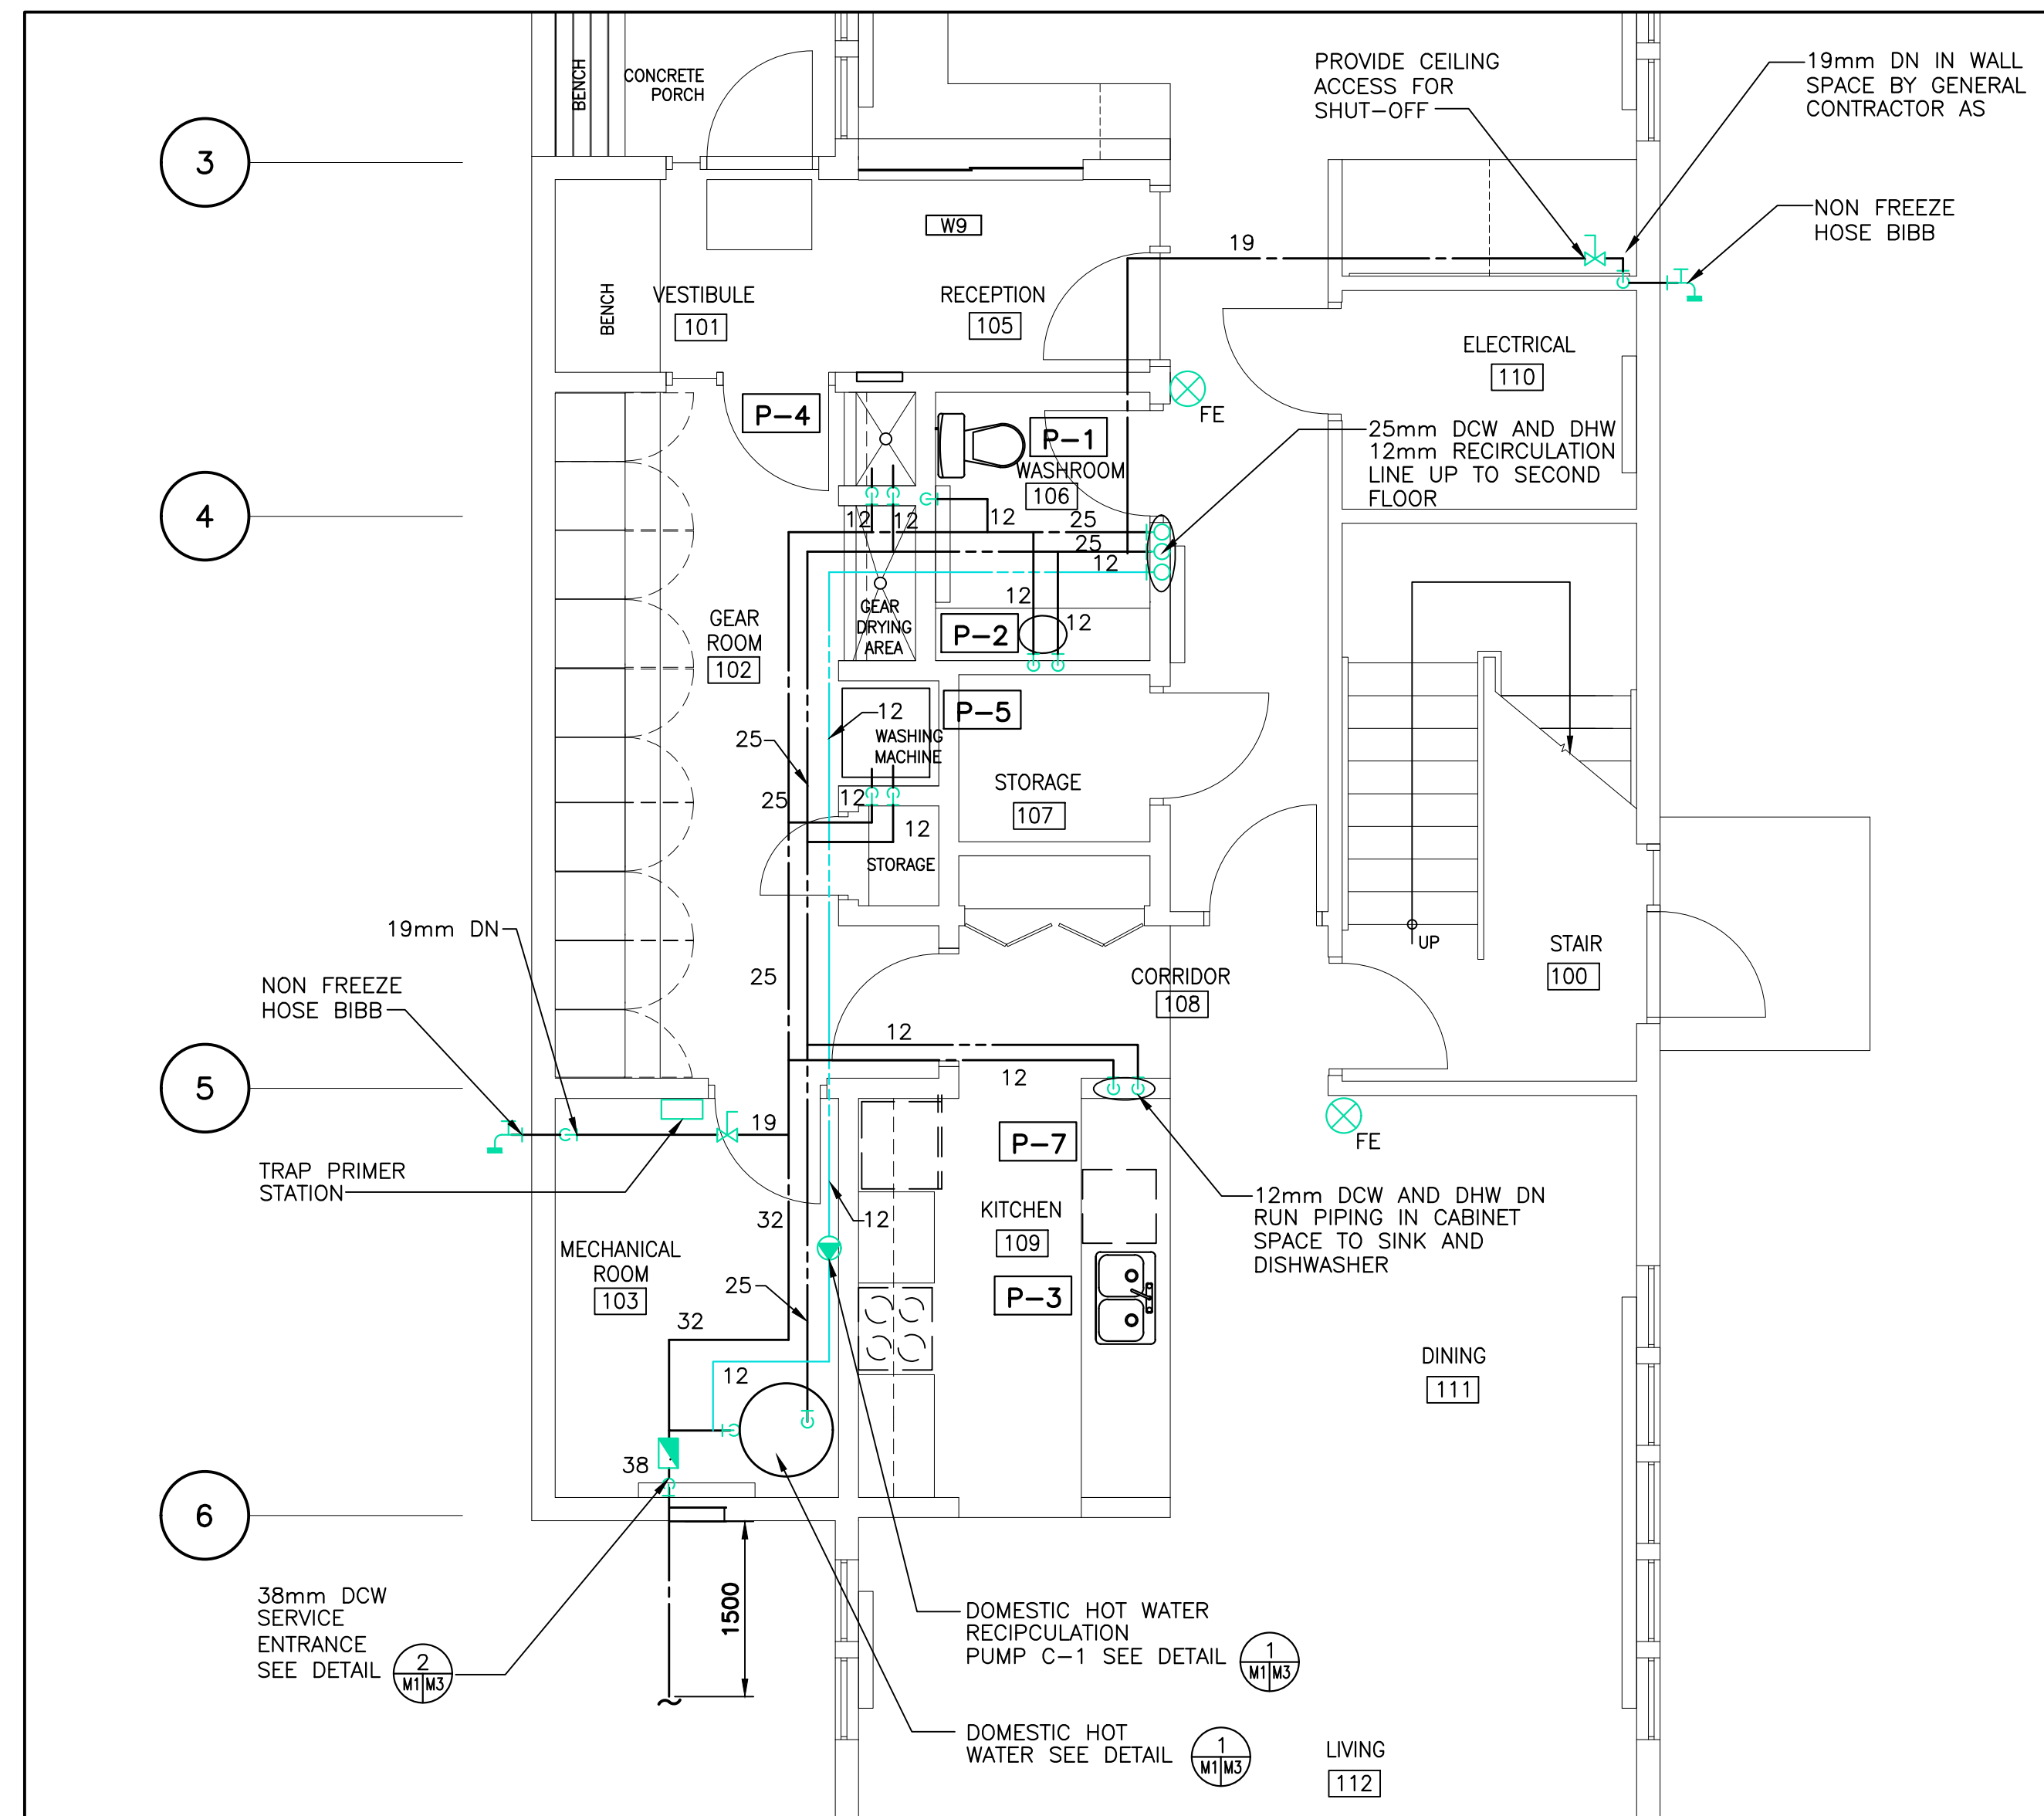 BENCH
CONCRETE
PORCH
PROVIDE CEILING
ACCESS FOR
SHUT-OFF
19mm DN IN WALL
SPACE BY GENERAL
CONTRACTOR AS
3
NON FREEZE
HOSE BIBB
W9
19
BENCH
VESTIBULE
101
RECEPTION
105
ELECTRICAL
110
P-4
P-1
FE
WASHROOM
106
25mm DCW AND DHW
12mm RECIRCULATION
LINE UP TO SECOND
FLOOR
4
12
12
12
25
25
12
12
12
GEAR
DRYING
AREA
GEAR
ROOM
102
P-2
P-5
12
WASHING
MACHINE
25
25
12
12
STORAGE
107
STORAGE
19mm DN
UP
STAIR
100
NON FREEZE
HOSE BIBB
25
CORRIDOR
108
12
12
5
19
P-7
FE
TRAP PRIMER
STATION
12mm DCW AND DHW DN
RUN PIPING IN CABINET
SPACE TO SINK AND
DISHWASHER
32
12
KITCHEN
109
MECHANICAL
ROOM
103
25
P-3
32
12
DINING
111
38
6
1500
38mm DCW
SERVICE
ENTRANCE
SEE DETAIL
2
M1 M3
DOMESTIC HOT WATER
RECIPCULATION
PUMP C-1 SEE DETAIL
1
M1 M3
DOMESTIC HOT
WATER SEE DETAIL
1
M1 M3
LIVING
112